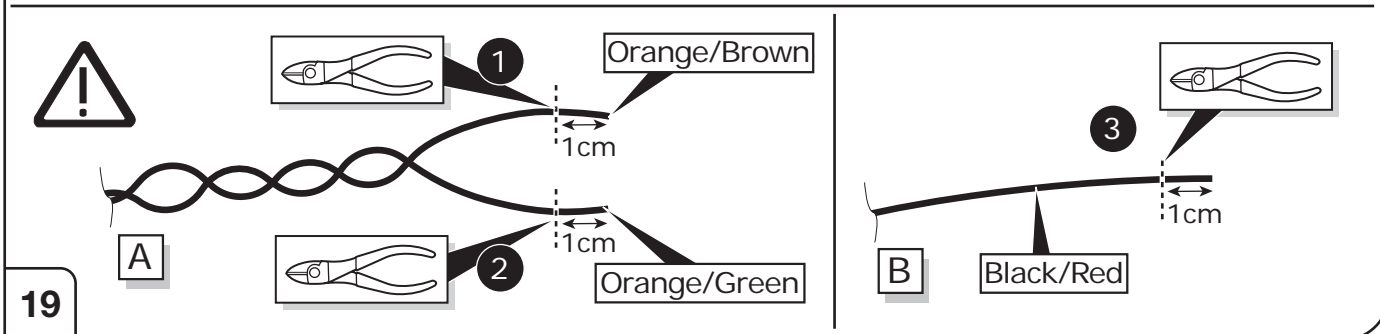 1
Orange/Brown
1cm
1cm
2
Orange/Green
A
3
1cm
B
Black/Red
19